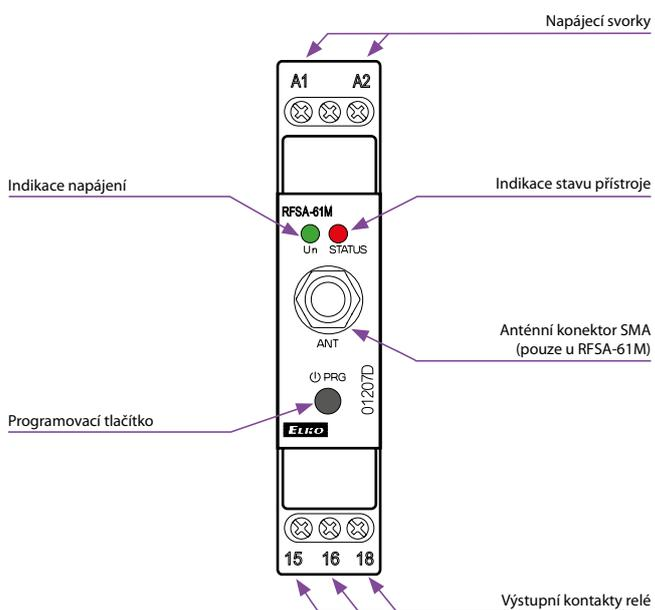 Napájecí svorky
A1 A2
Indikace napájení
Indikace stavu přístroje
RFSA-61M
Un STATUS
Anténní konektor SMA
(pouze u RFSA-61M)
ANT
PRG
01207D
Programovací tlačítko
ELKO
15 16 18
Výstupní kontakty relé